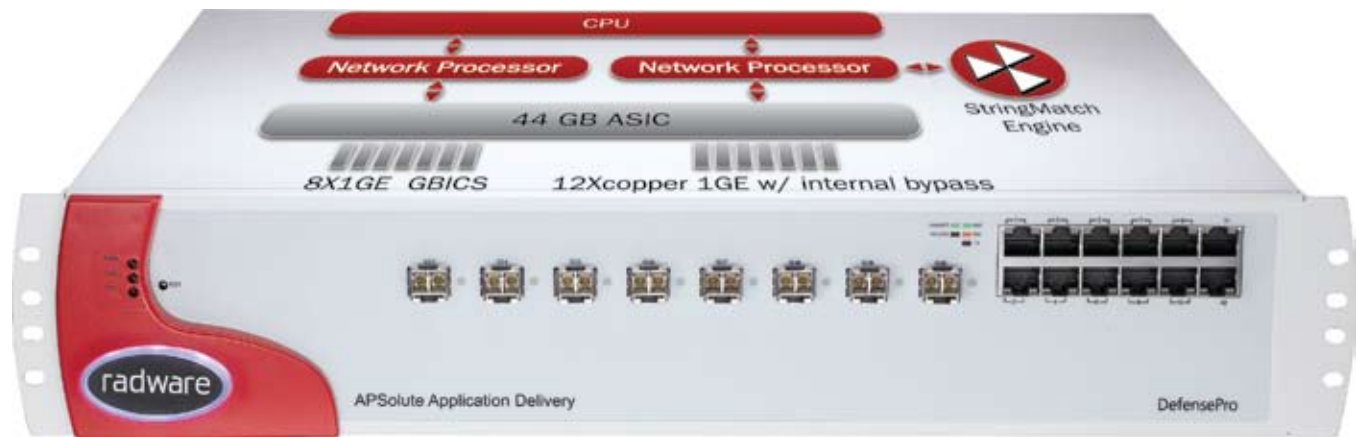 CPU
Network Processor
Network Processor
StringMatch
Engine
44 GB ASIC
8X1GE GBICS
12Xcopper 1GE w/ internal bypass
radware
APSolute Application Delivery
DefensePro